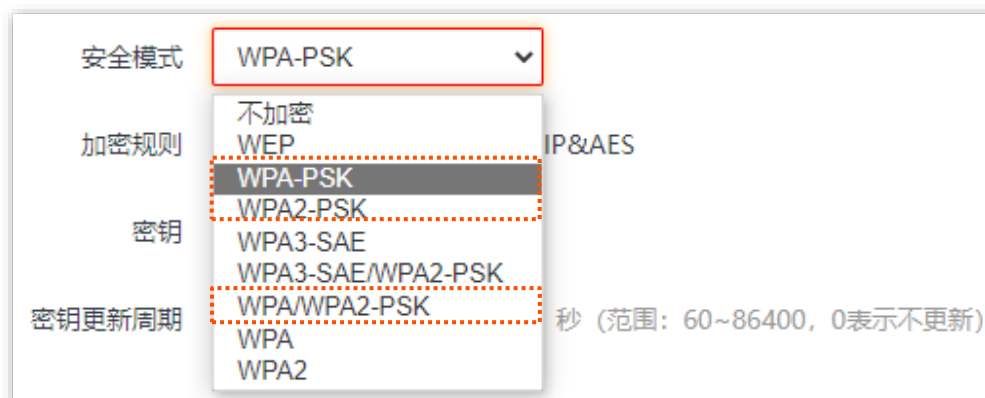 安全模式 WPA-PSK
不加密
加密规则 WEP IP&AES
WPA-PSK
WPA2-PSK
密钥
WPA3-SAE
WPA3-SAE/WPA2-PSK
WPA/WPA2-PSK
密钥更新周期 秒 (范围：60~86400，0表示不更新)
WPA
WPA2